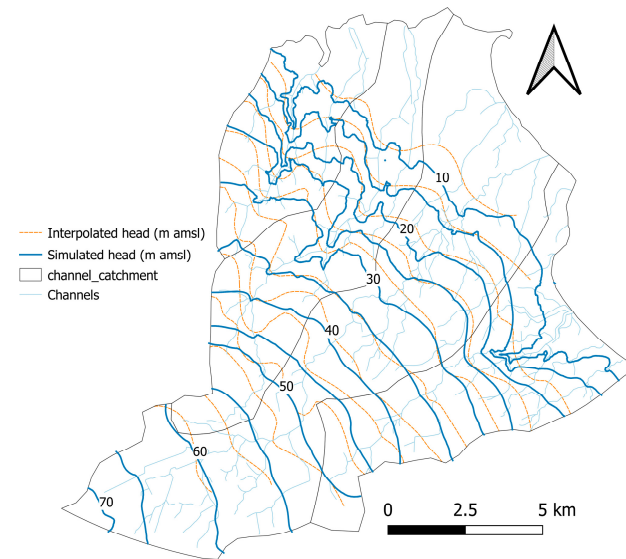 10
Interpolated head (m amsl)
20
Simulated head (m amsl)
channel_catchment
30
Channels
40
50
60
70
0 2.5 5 km